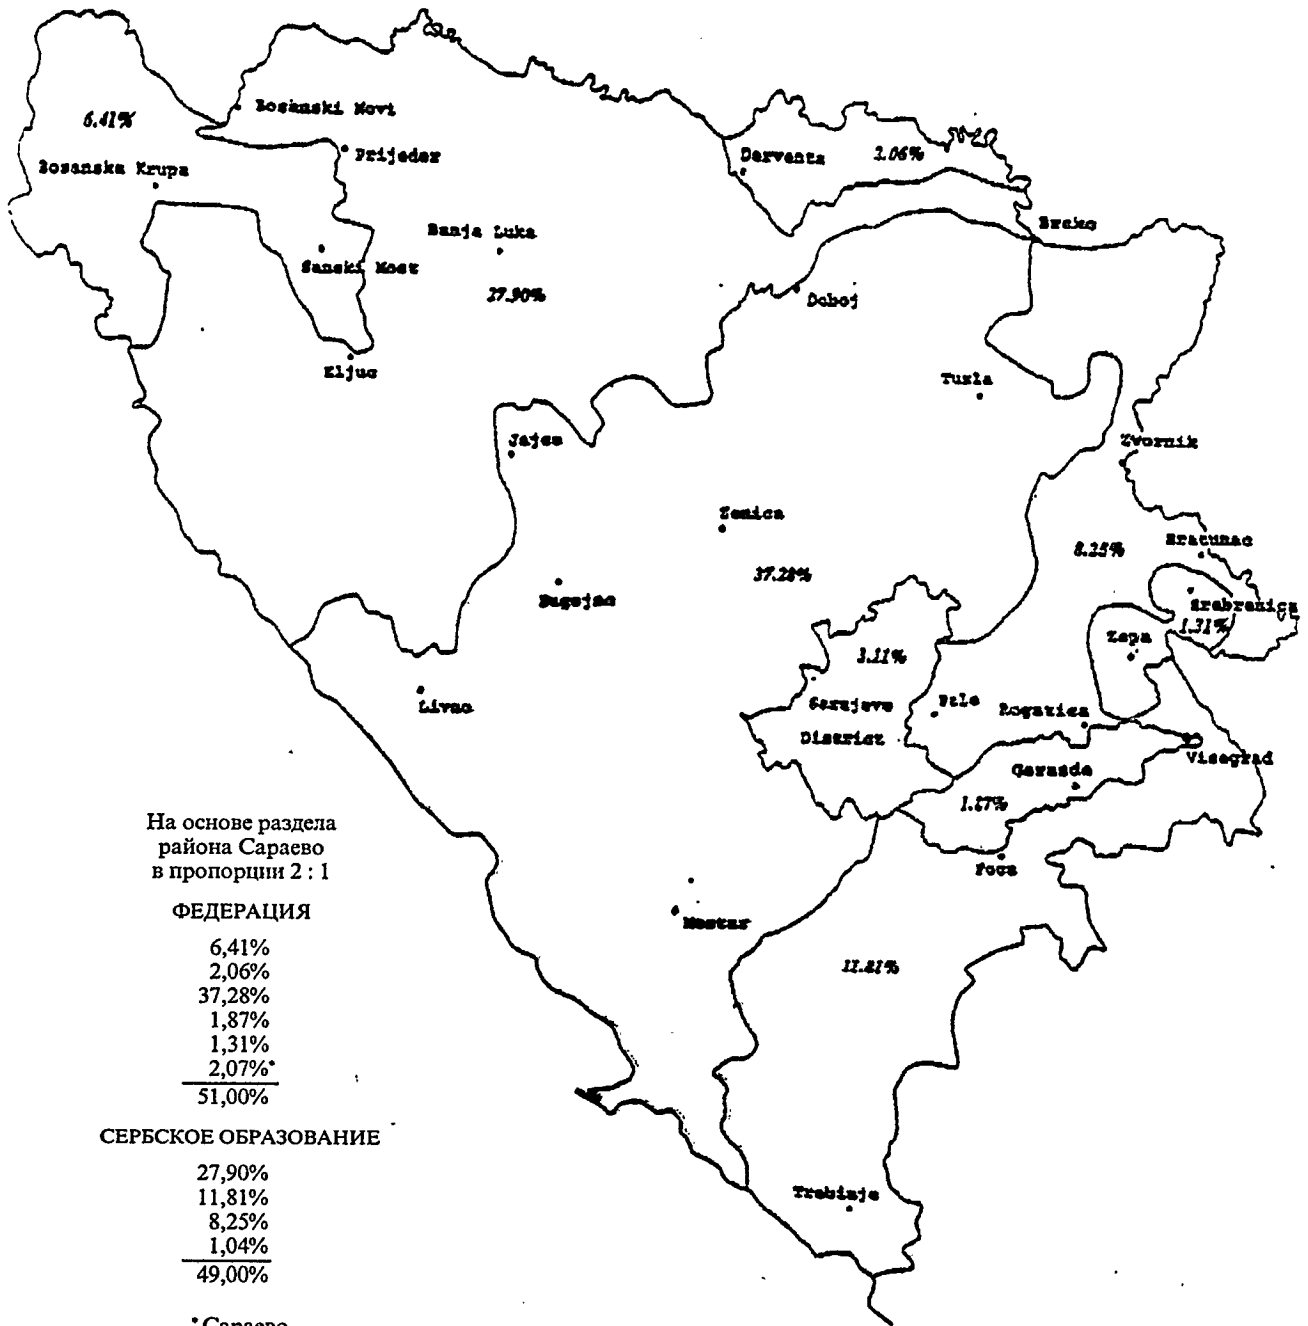 6.41%
Bosanski Novi
Prijedor
Derventa
2.06%
Bosanska Krupa
Banja Luka
Brcko
Sanski Most
27.90%
Doboj
Kljuc
Tuzla
Jajce
Zvornik
Zenica
8.25%
Bratunac
37.28%
Bugojno
Srebrenica
1.31%
Zepa
3.11%
Sarajevo
District
Pale
Rogatica
Livno
Visegrad
Gorazde
1.87%
На основе раздела
района Сараево
в пропорции 2 : 1
Foca
ФЕДЕРАЦИЯ
Mostar
6,41%
2,06%
37,28%
1,87%
1,31%
2,07%*
51,00%
11.81%
СЕРБСКОЕ ОБРАЗОВАНИЕ
27,90%
11,81%
8,25%
1,04%
49,00%
Trebinje
* Сараево